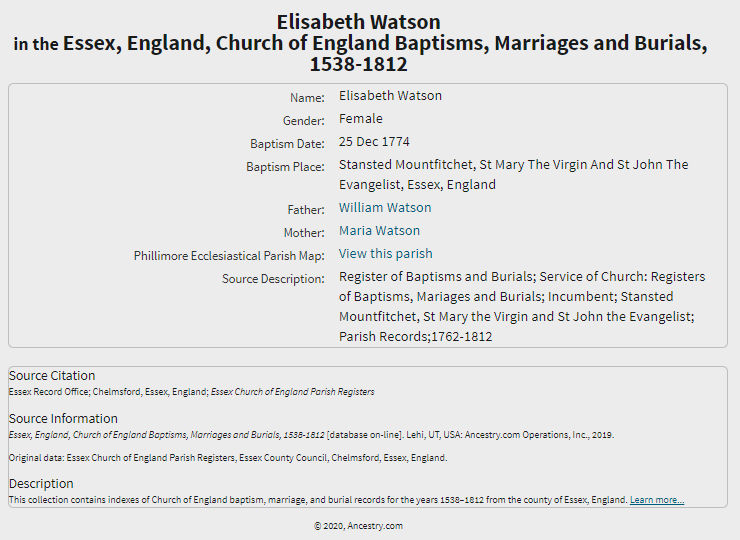 Elisabeth Watson
in the Essex, England, Church of England Baptisms, Marriages and Burials,
1538-1812
Name: Elisabeth Watson
Gender: Female
Baptism Date: 25 Dec 1774
Baptism Place: Stansted Mountfitchet, St Mary The Virgin And St John The
Evangelist, Essex, England
Father: William Watson
Mother: Maria Watson
Phillimore Ecclesiastical Parish Map: View this parish
Source Description: Register of Baptisms and Burials; Service of Church: Registers
of Baptisms, Mariages and Burials; Incumbent; Stansted
Mountfitchet, St Mary the Virgin and St John the Evangelist;
Parish Records;1762-1812
Source Citation
Essex Record Office; Chelmsford, Essex, England; Essex Church of England Parish Registers
Source Information
Essex, England, Church of England Baptisms, Marriages and Burials, 1538-1812 [database on-line]. Lehi, UT, USA: Ancestry.com Operations, Inc., 2019.
Original data: Essex Church of England Parish Registers, Essex County Council, Chelmsford, Essex, England.
Description
This collection contains indexes of Church of England baptism, marriage, and burial records for the years 1538–1812 from the county of Essex, England. Learn more...
© 2020, Ancestry.com